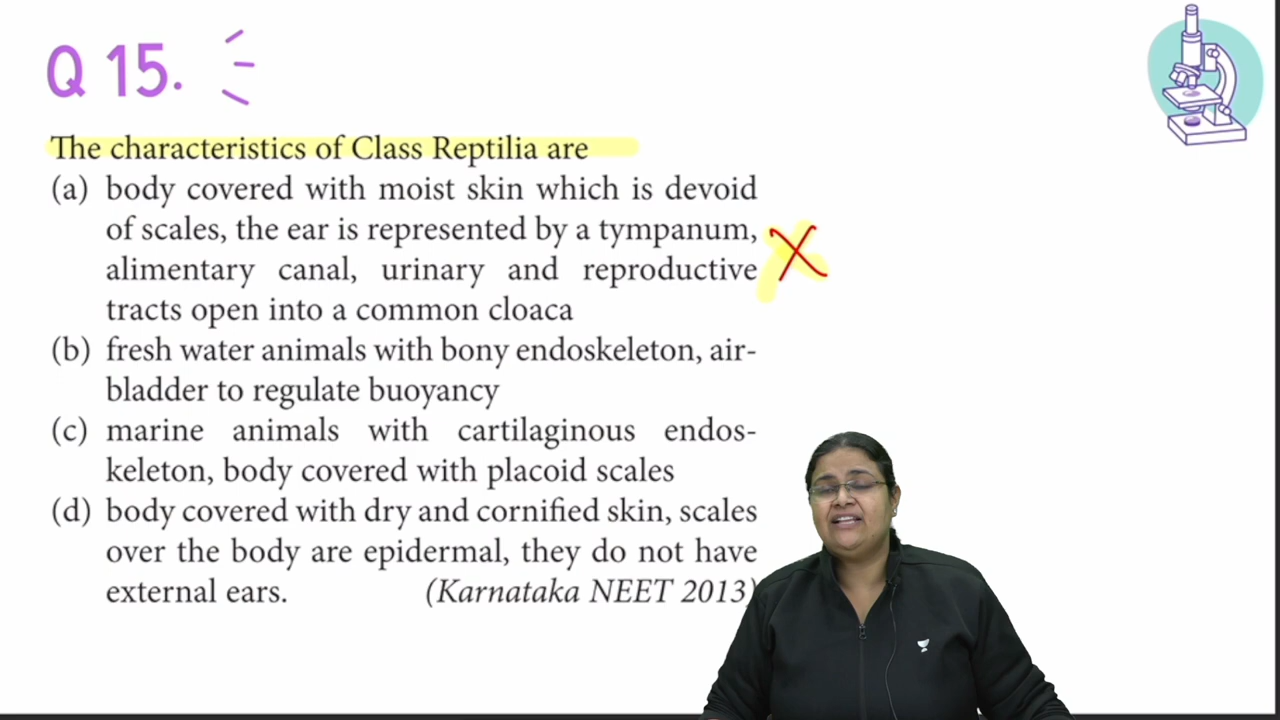 Q 15.
The characteristics of Class Reptilia are
(a) body covered with moist skin which is devoid
of scales, the ear is represented by a tympanum,
alimentary canal, urinary and reproductive
tracts open into a common cloaca
(b) fresh water animals with bony endoskeleton, air-
bladder to regulate buoyancy
(c) marine animals with cartilaginous endos-
keleton, body covered with placoid scales
(d) body covered with dry and cornified skin, scales
over the body are epidermal, they do not have
external ears. (Karnataka NEET 2013)